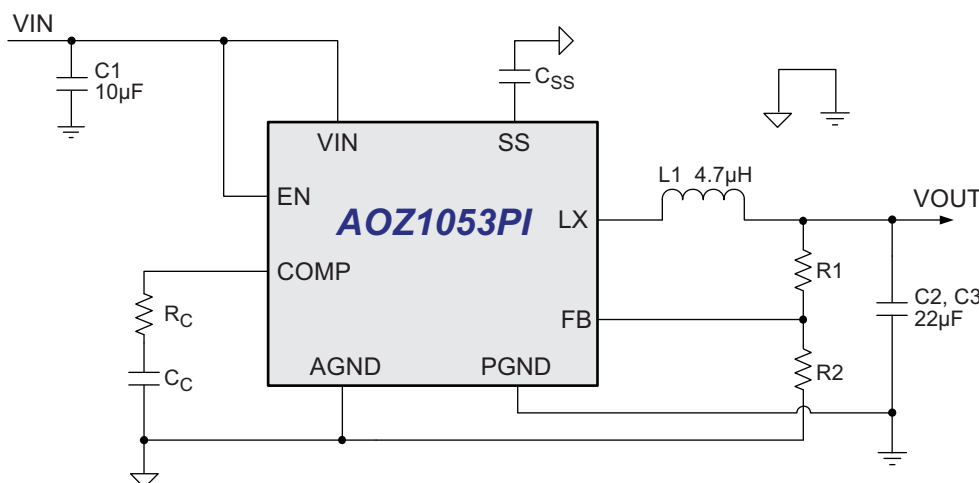 VIN
C1
10µF
CSS
VIN
SS
L1 4.7µH
EN
AOZ1053PI
LX
VOUT
COMP
R1
RC
FB
C2, C3
22µF
CC
AGND
PGND
R2